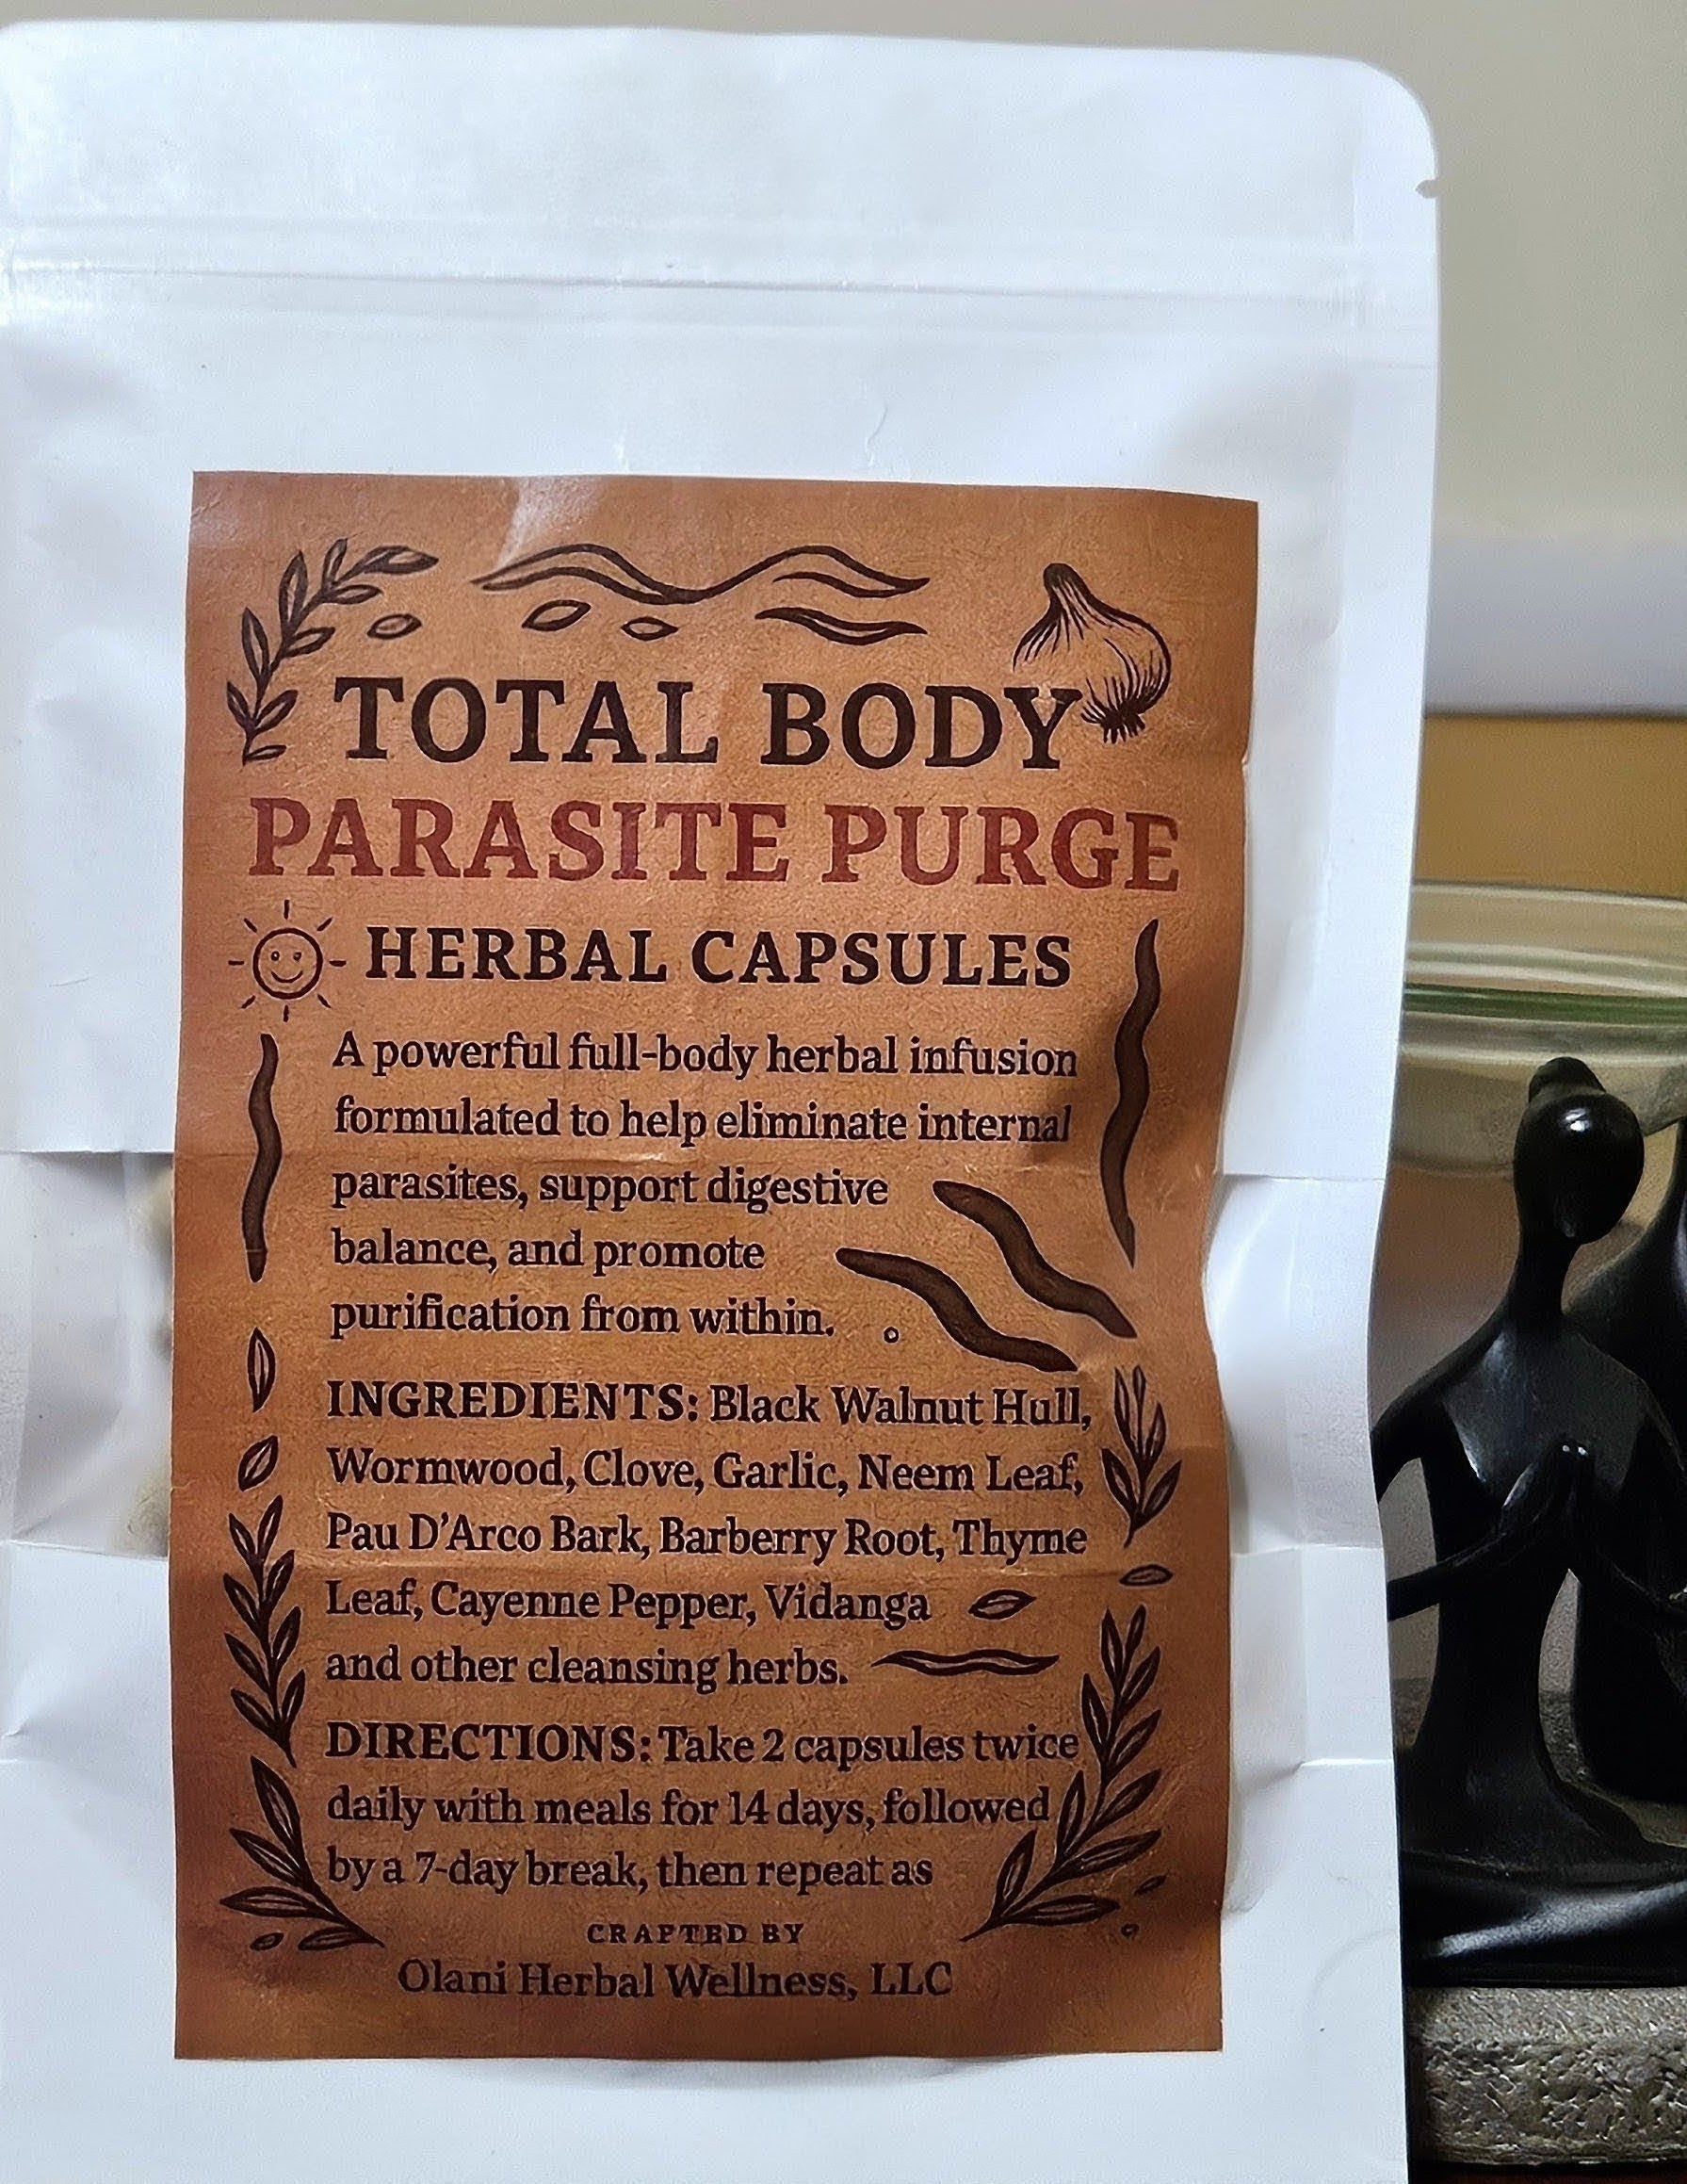 TOTAL BODY
PARASITE PURGE
HERBAL CAPSULES
A powerful full-body herbal infusion
formulated to help eliminate internal
parasites, support digestive
balance, and promote
purification from within.
INGREDIENTS: Black Walnut Hull,
Wormwood, Clove, Garlic, Neem Leaf,
Pau D'Arco Bark, Barberry Root, Thyme
Leaf, Cayenne Pepper, Vidanga
and other cleansing herbs.
DIRECTIONS: Take 2 capsules twice
daily with meals for 14 days, followed
by a 7-day break, then repeat as
CRAFTED BY
Olani Herbal Wellness, LLC